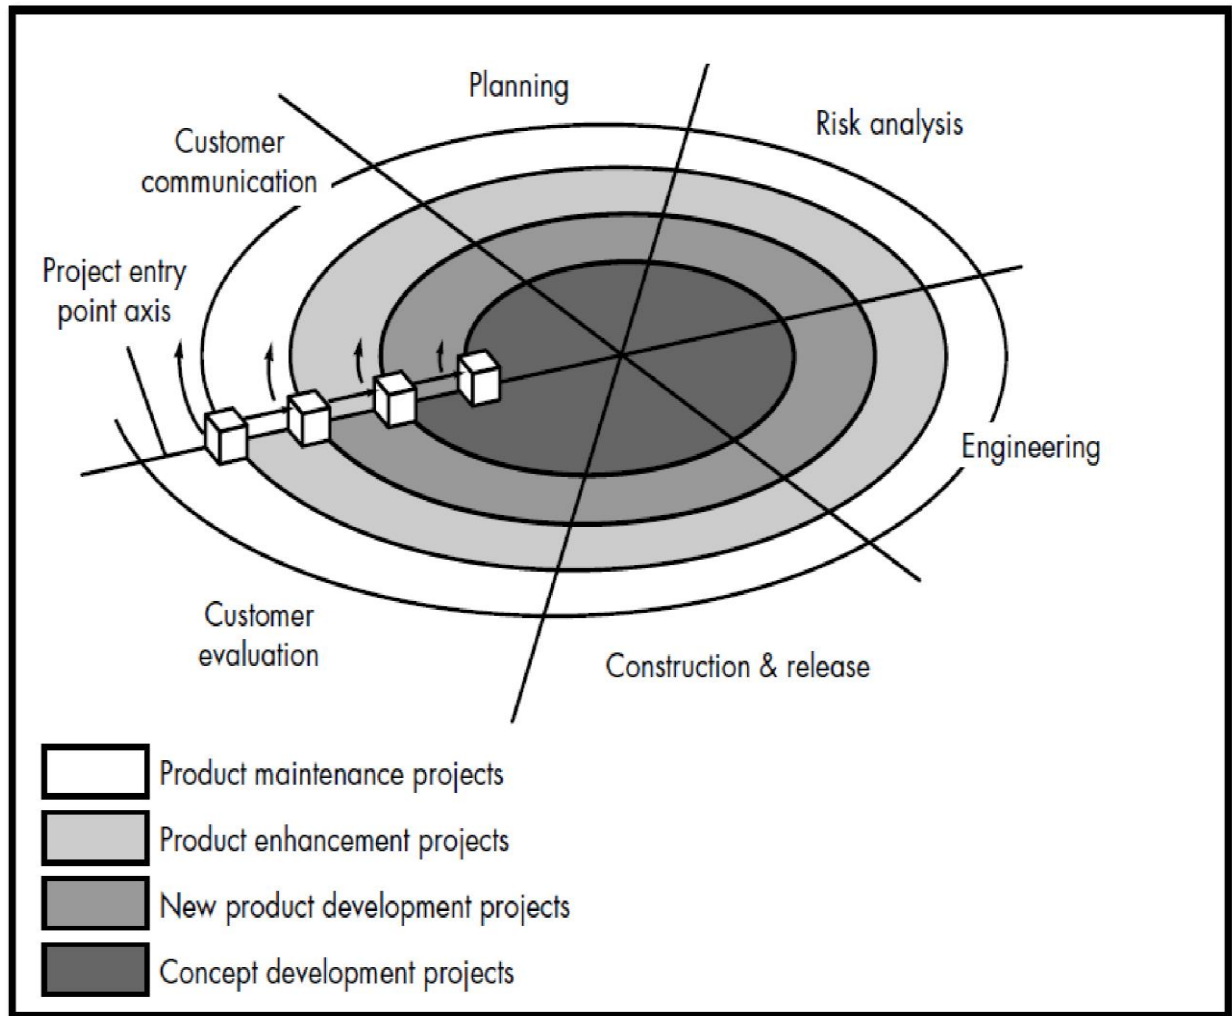 Planning
Risk analysis
Customer
communication
Project entry
point axis
Engineering
Customer
evaluation
Construction & release
Product maintenance projects
Product enhancement projects
New product development projects
Concept development projects